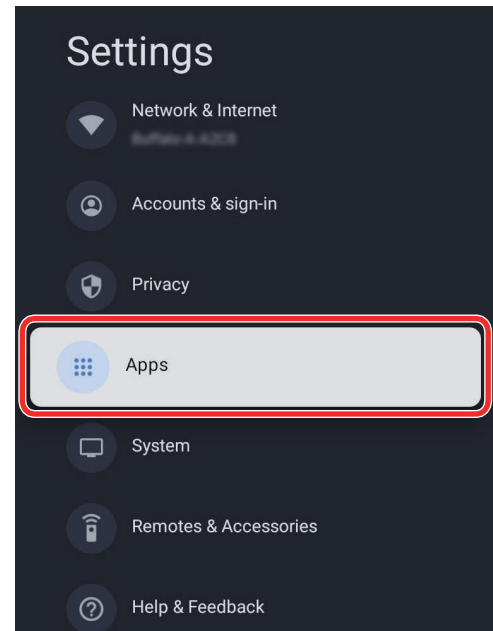 Settings
Network & Internet
Accounts & sign-in
Privacy
Apps
System
Remotes & Accessories
Help & Feedback